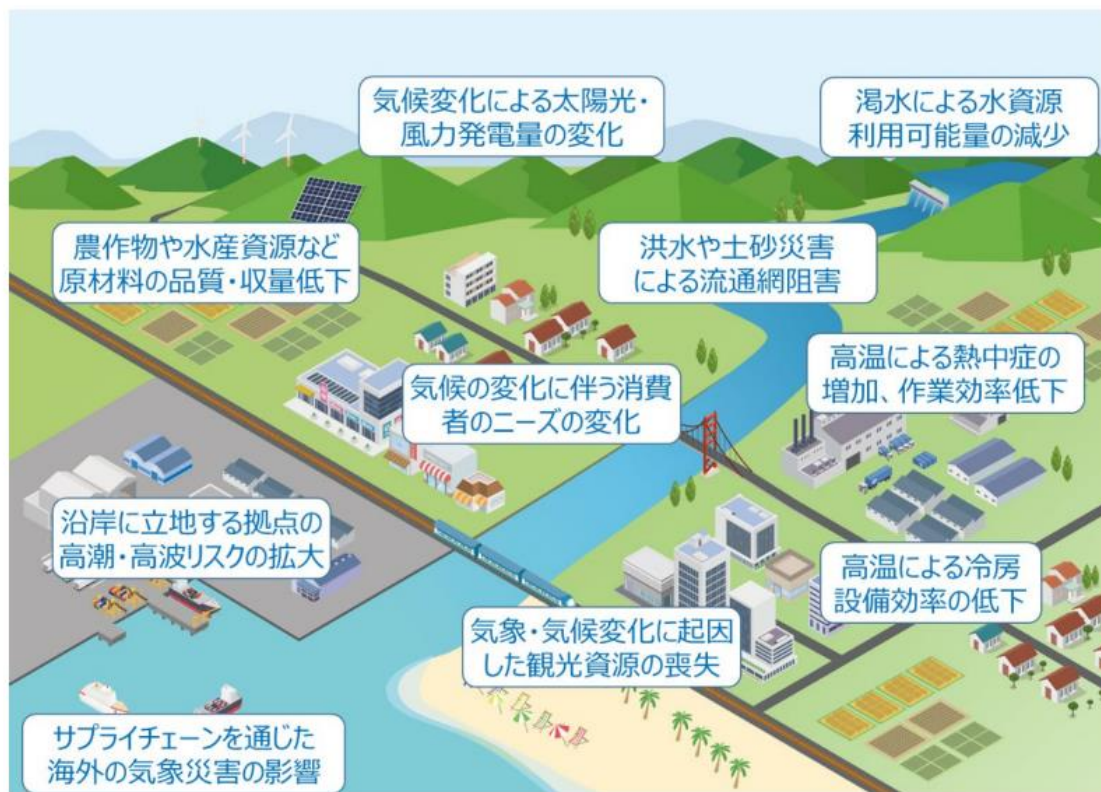 気候変化による太陽光・
風力発電量の変化
渇水による水資源
利用可能量の減少
農作物や水産資源など
原材料の品質・収量低下
洪水や土砂災害
による流通網阻害
気候の変化に伴う消費
者のニーズの変化
高温による熱中症の
増加、作業効率低下
沿岸に立地する拠点の
高潮・高波リスクの拡大
高温による冷房
設備効率の低下
気象・気候変化に起因
した観光資源の喪失
サプライチェーンを通じた
海外の気象災害の影響